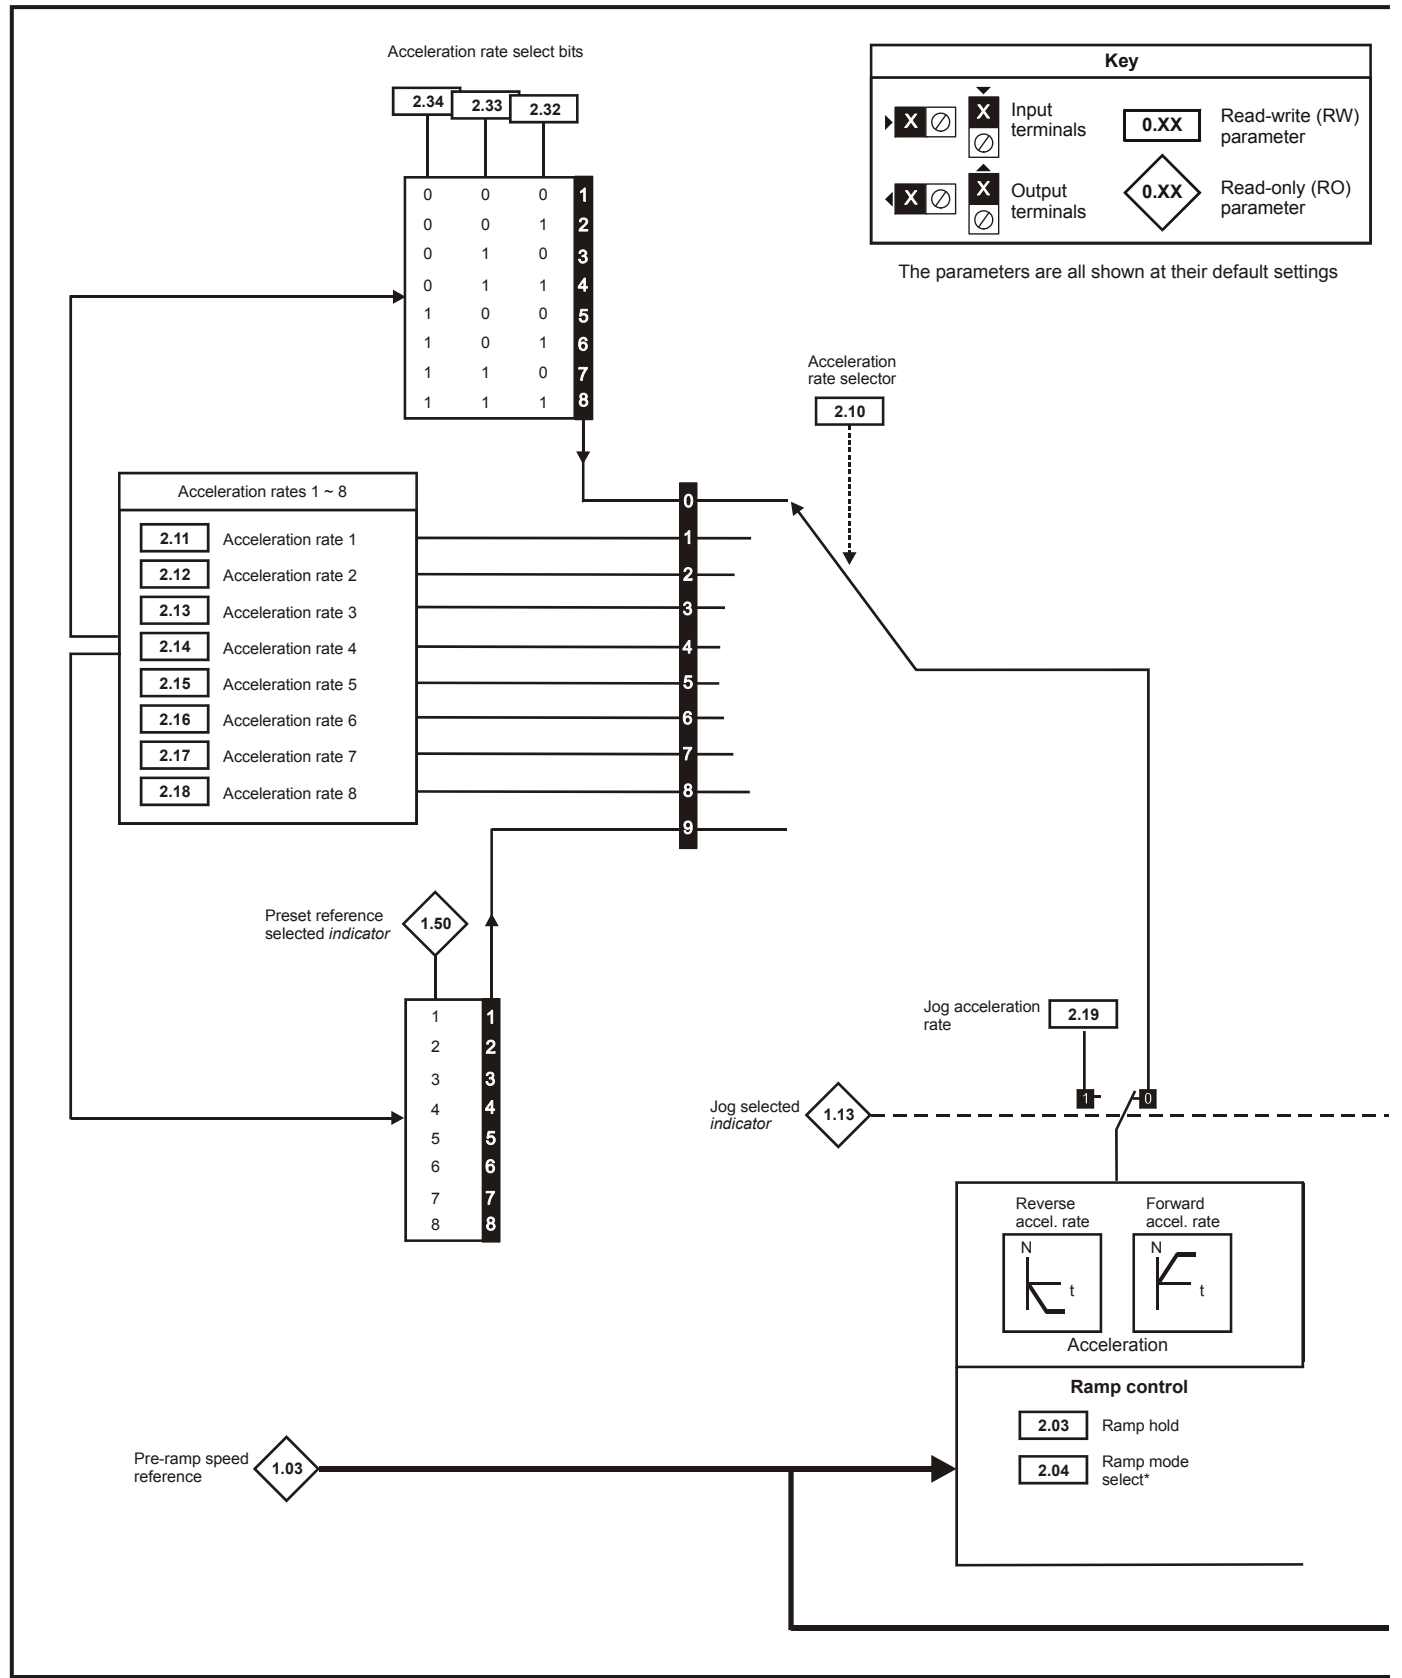 Acceleration rate select bits
2.34 2.33 2.32
0 0 0 1
0 0 1 2
0 1 0 3
0 1 1 4
1 0 0 5
1 0 1 6
1 1 0 7
1 1 1 8
Key
X
X
Input
terminals
0.XX
Read-write (RW)
parameter
X
X
Output
terminals
0.XX
Read-only (RO)
parameter
The parameters are all shown at their default settings
Acceleration
rate selector
2.10
Acceleration rates 1 ~ 8
2.11 Acceleration rate 1
2.12 Acceleration rate 2
2.13 Acceleration rate 3
2.14 Acceleration rate 4
2.15 Acceleration rate 5
2.16 Acceleration rate 6
2.17 Acceleration rate 7
2.18 Acceleration rate 8
0
1
2
3
4
5
6
7
8
9
Preset reference
selected indicator
1.50
1 1
2 2
3 3
4 4
5 5
6 6
7 7
8 8
Jog acceleration
rate
2.19
1 0
Jog selected
indicator
1.13
Reverse
accel. rate
N
t
Forward
accel. rate
N
t
Acceleration
Ramp control
2.03 Ramp hold
2.04 Ramp mode
select*
Pre-ramp speed
reference
1.03